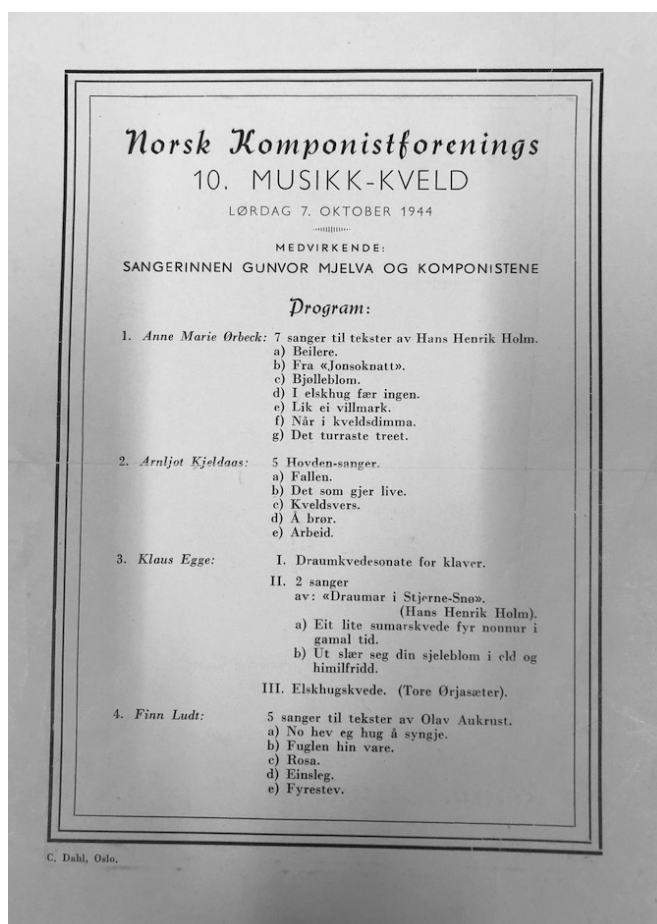 Norsk Komponistforenings
10. MUSIKK-KVELD
LØRDAG 7. OKTOBER 1944
MEDVIRKENDE:
SANGERINNEN GUNVOR MJELVA OG KOMPONISTENE
Program:
1. Anne Marie Ørbeck: 7 sanger til tekster av Hans Henrik Holm.
a) Beilere.
b) Fra «Jonsoknatt».
c) Bjølleblom.
d) I elskhug fær ingen.
e) Lik ei villmark.
f) Når i kveldsdimma.
g) Det turraste treet.
2. Arnljot Kjeldaas: 5 Hovden-sanger.
a) Fallen.
b) Det som gjer live.
c) Kveldsvers.
d) Å brør.
e) Arbeid.
3. Klaus Egge: I. Draumkvedesonate for klaver.
II. 2 sanger
av: «Draumar i Stjerne-Snø».
(Hans Henrik Holm).
a) Eit lite sumarskvede fyr nonnur i
gamal tid.
b) Ut slær seg din sjeleblom i eld og
himilfridd.
III. Elskhugskvede. (Tore Ørjasæter).
4. Finn Ludt: 5 sanger til tekster av Olav Aukrust.
a) No hev eg hug å syngje.
b) Fuglen hin vare.
c) Rosa.
d) Einsleg.
e) Fyrestev.
C. Dahl, Oslo.